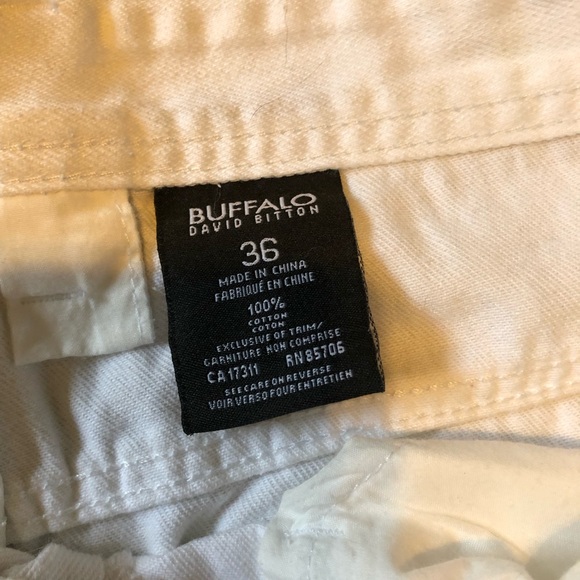 BUFFALO
DAVID BITTON
36
MADE IN CHINA
FABRIQUÉ EN CHINE
100%
COTTON
COTON
EXCLUSIVE OF TRIM/
GARNITURE NON COMPRISE
CA 17311 RN 85706
SEE CARE ON REVERSE
VOIR VERSO POUR ENTRETIEN